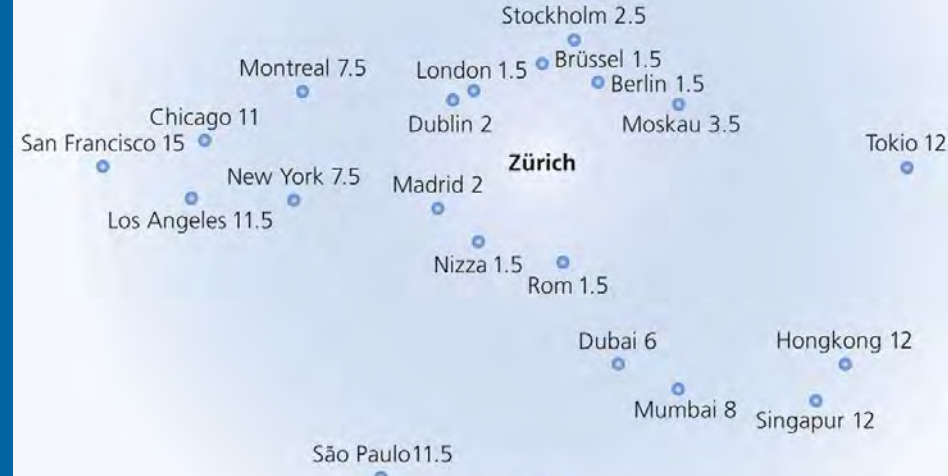 Stockholm 2.5
Brüssel 1.5
Montreal 7.5
London 1.5
Berlin 1.5
Chicago 11
Dublin 2
Moskau 3.5
San Francisco 15
Tokio 12
Zürich
New York 7.5
Madrid 2
Los Angeles 11.5
Nizza 1.5
Rom 1.5
Dubai 6
Hongkong 12
Mumbai 8
Singapur 12
São Paulo11.5